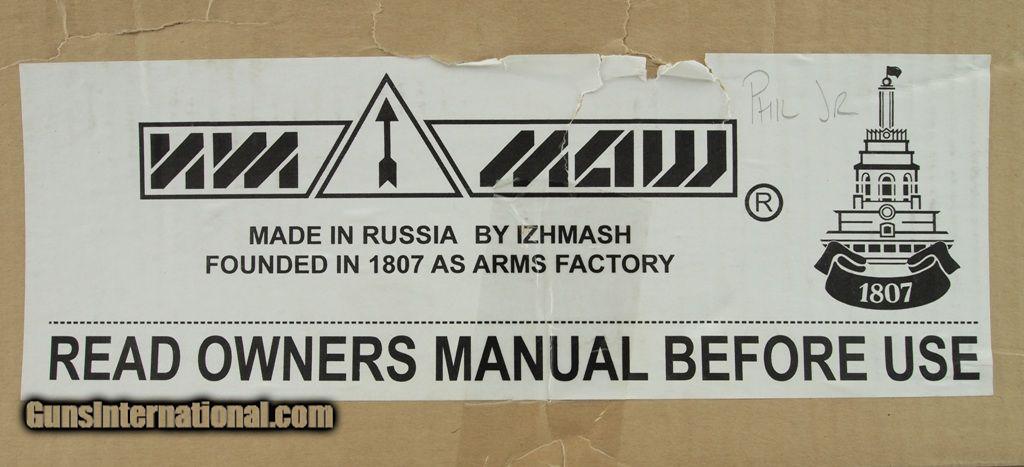 ИЖ МАШ
®
Phil Jr
MADE IN RUSSIA BY IZHMASH
FOUNDED IN 1807 AS ARMS FACTORY
1807
READ OWNERS MANUAL BEFORE USE
GunsInternational.com